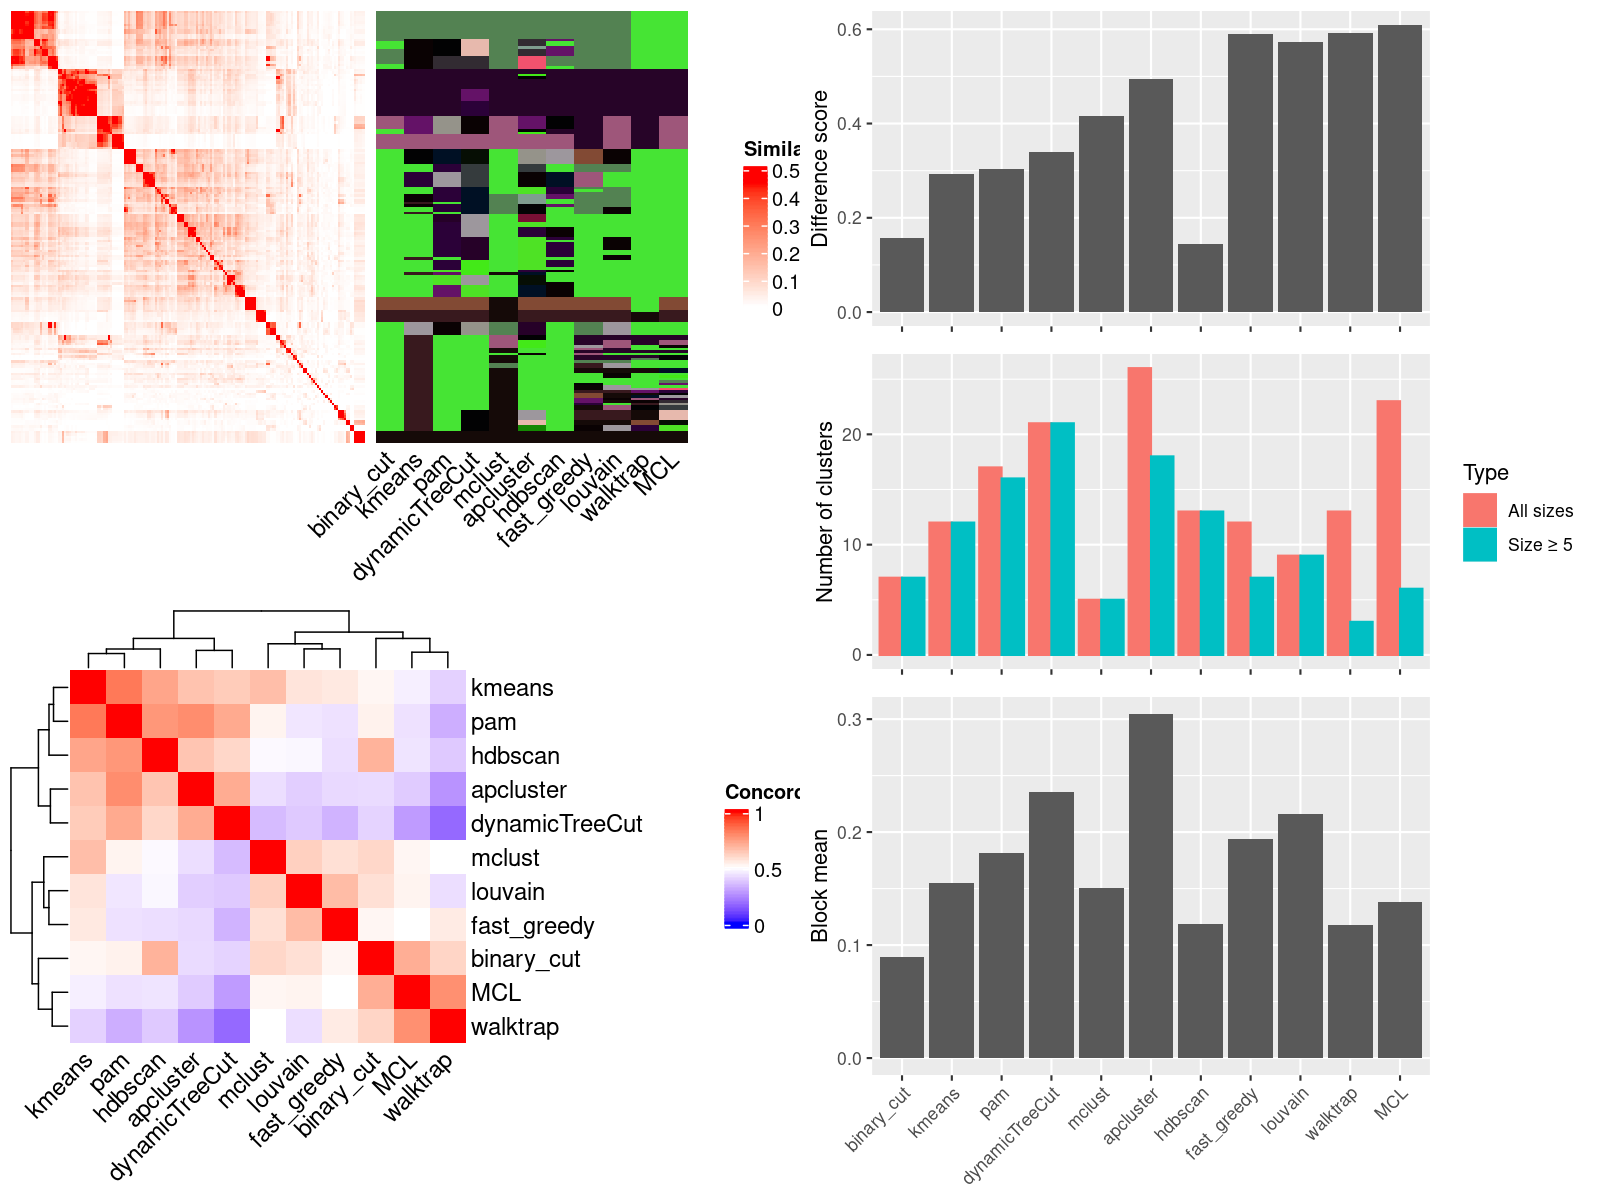 Simila
0.5
0.4
0.3
0.2
0.1
0
binary_cut
kmeans
pam
dynamicTreeCut
mclust
apcluster
hdbscan
fast_greedy
louvain
walktrap
MCL
kmeans
pam
hdbscan
apcluster
dynamicTreeCut
mclust
louvain
fast_greedy
binary_cut
MCL
walktrap
kmeans
pam
hdbscan
apcluster
dynamicTreeCut
mclust
louvain
fast_greedy
binary_cut
MCL
walktrap
Concord
1
0.5
0
Difference score
0.6
0.4
0.2
0.0
Number of clusters
20
10
0
Type
All sizes
Size ≥ 5
Block mean
0.3
0.2
0.1
0.0
binary_cut
kmeans
pam
dynamicTreeCut
mclust
apcluster
hdbscan
fast_greedy
louvain
walktrap
MCL